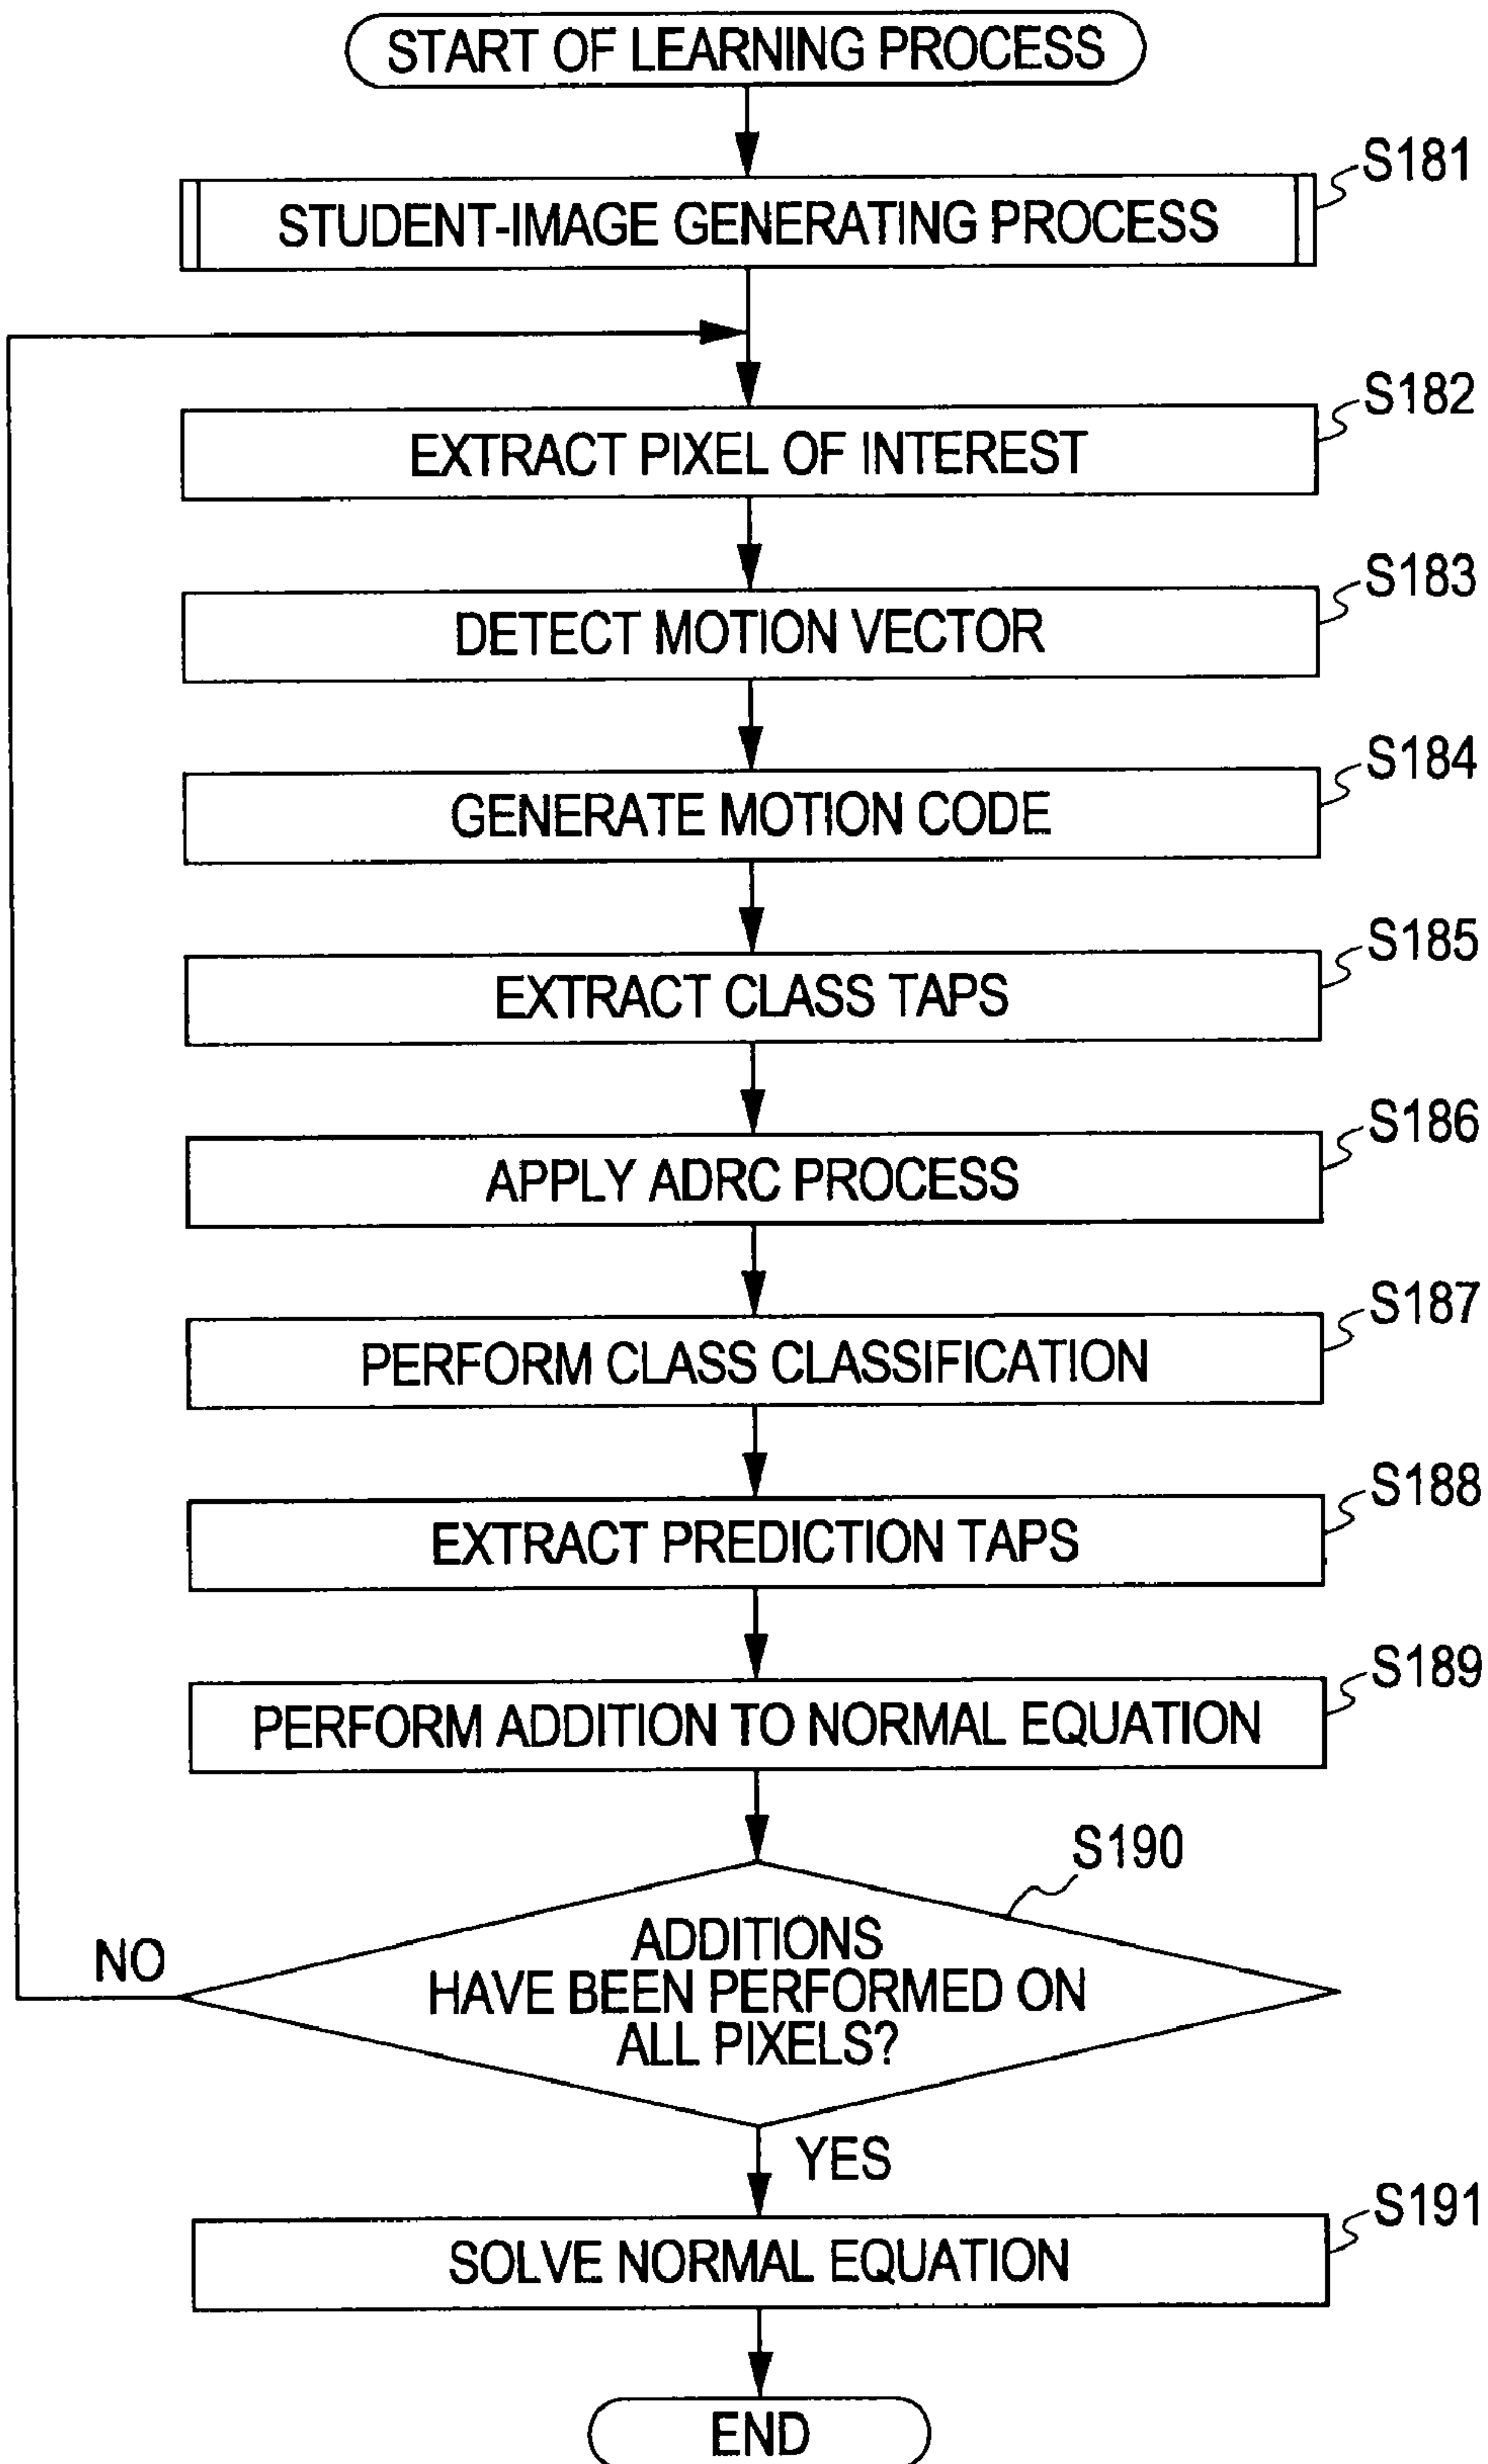 START OF LEARNING PROCESS
S181
STUDENT-IMAGE GENERATING PROCESS
S182
EXTRACT PIXEL OF INTEREST
S183
DETECT MOTION VECTOR
S184
GENERATE MOTION CODE
S185
EXTRACT CLASS TAPS
S186
APPLY ADRC PROCESS
S187
PERFORM CLASS CLASSIFICATION
S188
EXTRACT PREDICTION TAPS
S189
PERFORM ADDITION TO NORMAL EQUATION
S190
ADDITIONS
HAVE BEEN PERFORMED ON
ALL PIXELS?
NO
YES
S191
SOLVE NORMAL EQUATION
END